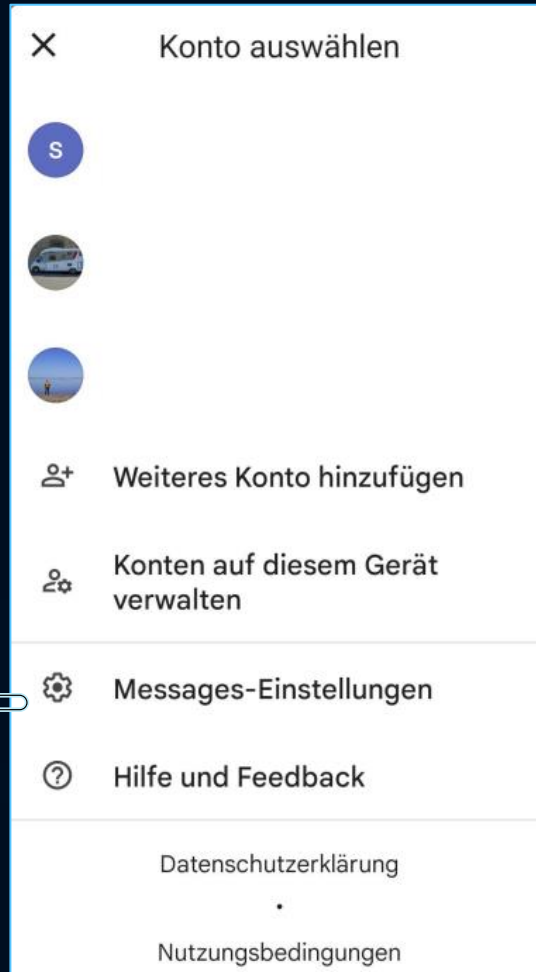 Konto auswählen
S
Weiteres Konto hinzufügen
Konten auf diesem Gerät
verwalten
Messages-Einstellungen
Hilfe und Feedback
Datenschutzerklärung
•
Nutzungsbedingungen